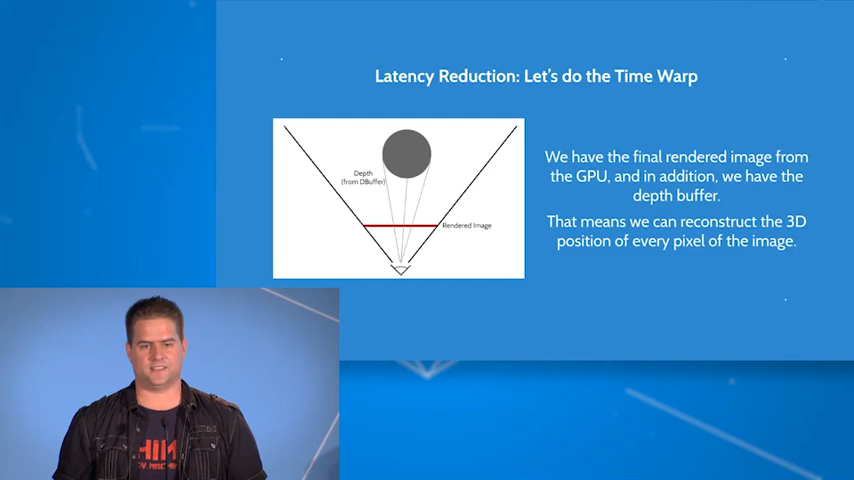 Latency Reduction: Let's do the Time Warp
Depth
(from DBuffer)
Rendered Image
We have the final rendered image from
the GPU, and in addition, we have the
depth buffer.
That means we can reconstruct the 3D
position of every pixel of the image.